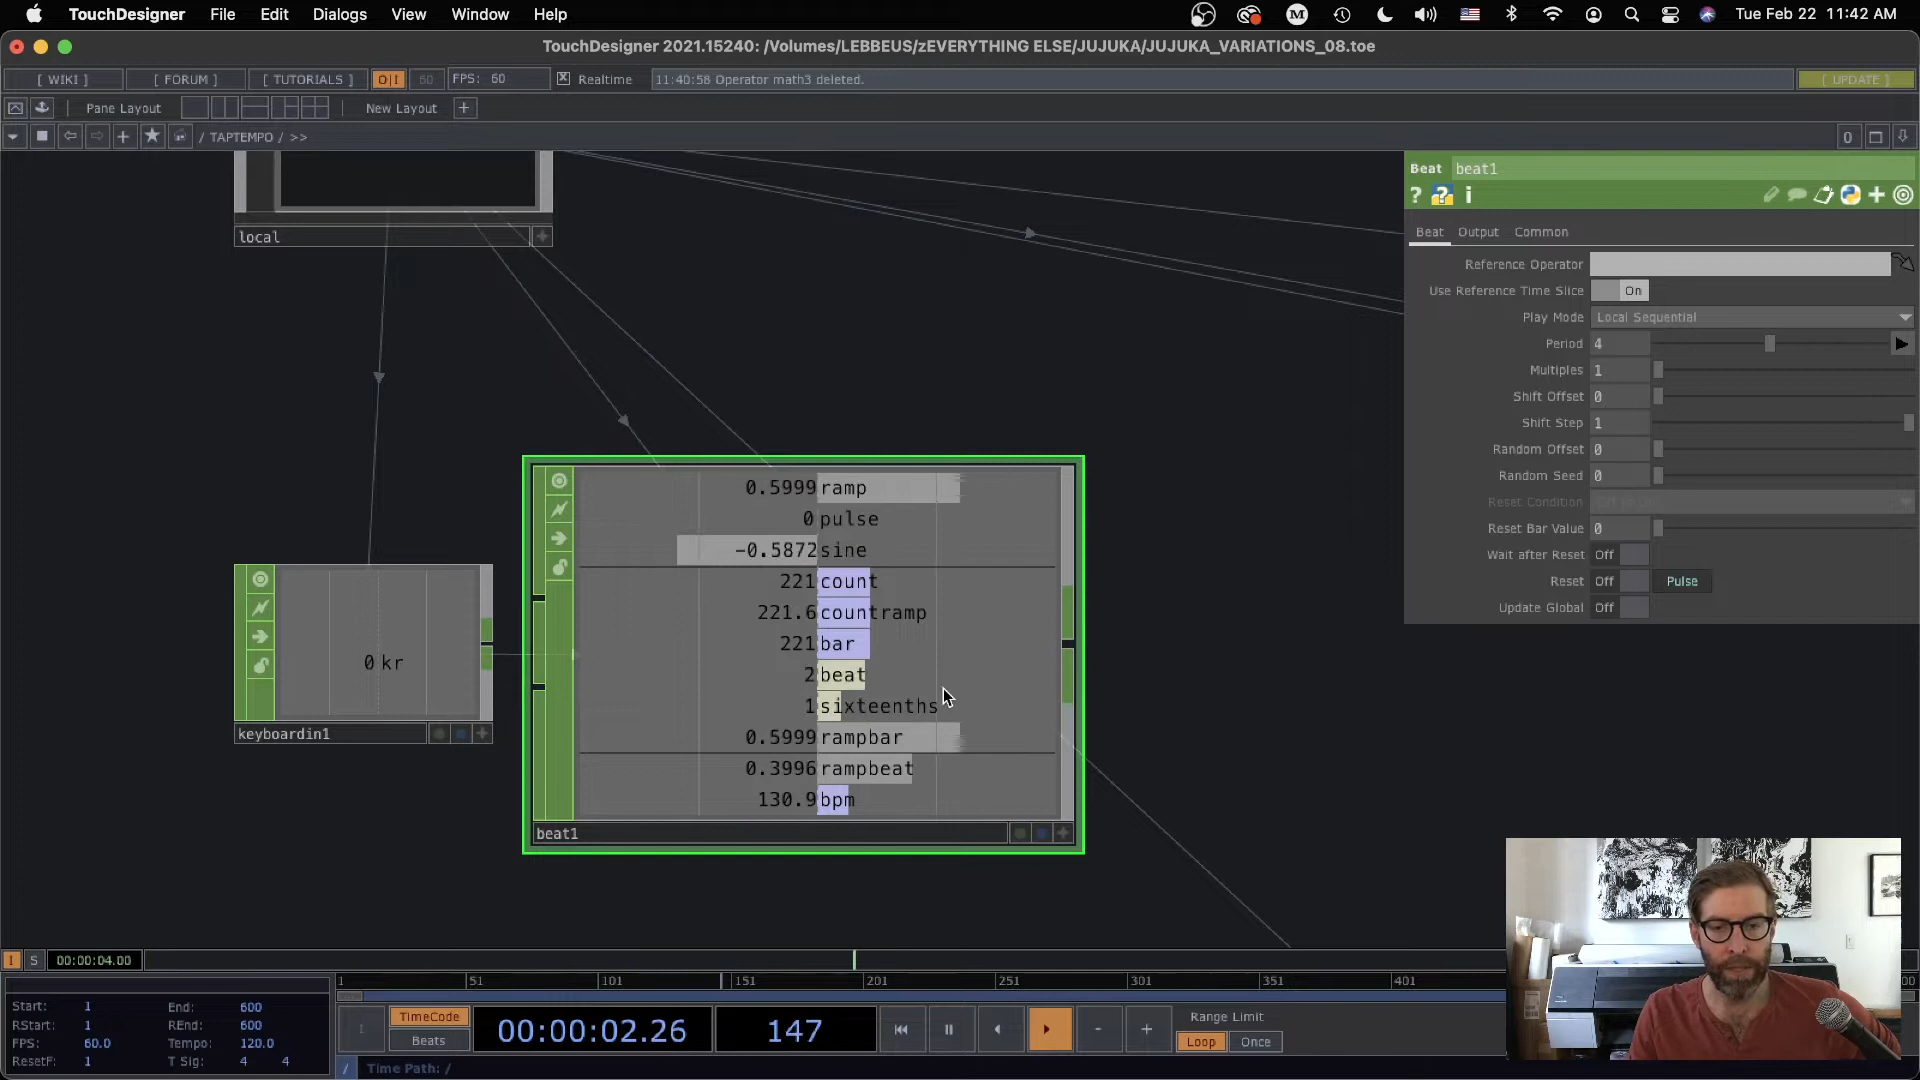 TouchDesigner File Edit Dialogs View Window Help Tue Feb 22 11:42 AM
TouchDesigner 2021.15240: /Volumes/LEBBEUS/zEVERYTHING ELSE/JUJUKA/JUJUKA_VARIATIONS_08.toe
[ WIKI ] [ FORUM ] [ TUTORIALS ] O|I 60 FPS: 60 Realtime 11:40:58 Operator math3 deleted. [ UPDATE ]
Pane Layout New Layout +
/ TAPTEMPO / >> 0
Beat beat1
? ? i
Beat Output Common
Reference Operator
Use Reference Time Slice On
Play Mode Local Sequential
Period 4
Multiples 1
Shift Offset 0
Shift Step 1
Random Offset 0
Random Seed 0
Reset Condition
Reset Bar Value 0
Wait after Reset Off
Reset Off Pulse
Update Global Off
local
0 kr
keyboardin1
0.5999 ramp
0 pulse
-0.5872 sine
221 count
221.6 countramp
221 bar
2 beat
1 sixteenths
0.5999 rampbar
0.3996 rampbeat
130.9 bpm
beat1
I S 00:00:04.00
1 51 101 151 201 251 301 351 401
Start: 1 End: 600
RStart: 1 REnd: 600
FPS: 60.0 Tempo: 120.0
ResetF: 1 T Sig: 4 4
TimeCode
Beats
00:00:02.26 147
- +
Range Limit
Loop Once
/ Time Path: /